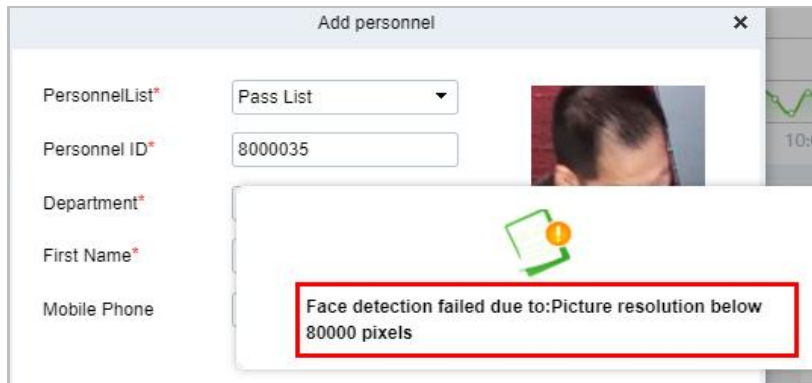 Add personnel
PersonnelList*
Pass List
Personnel ID*
8000035
Department*
First Name*
Mobile Phone
Face detection failed due to:Picture resolution below
80000 pixels